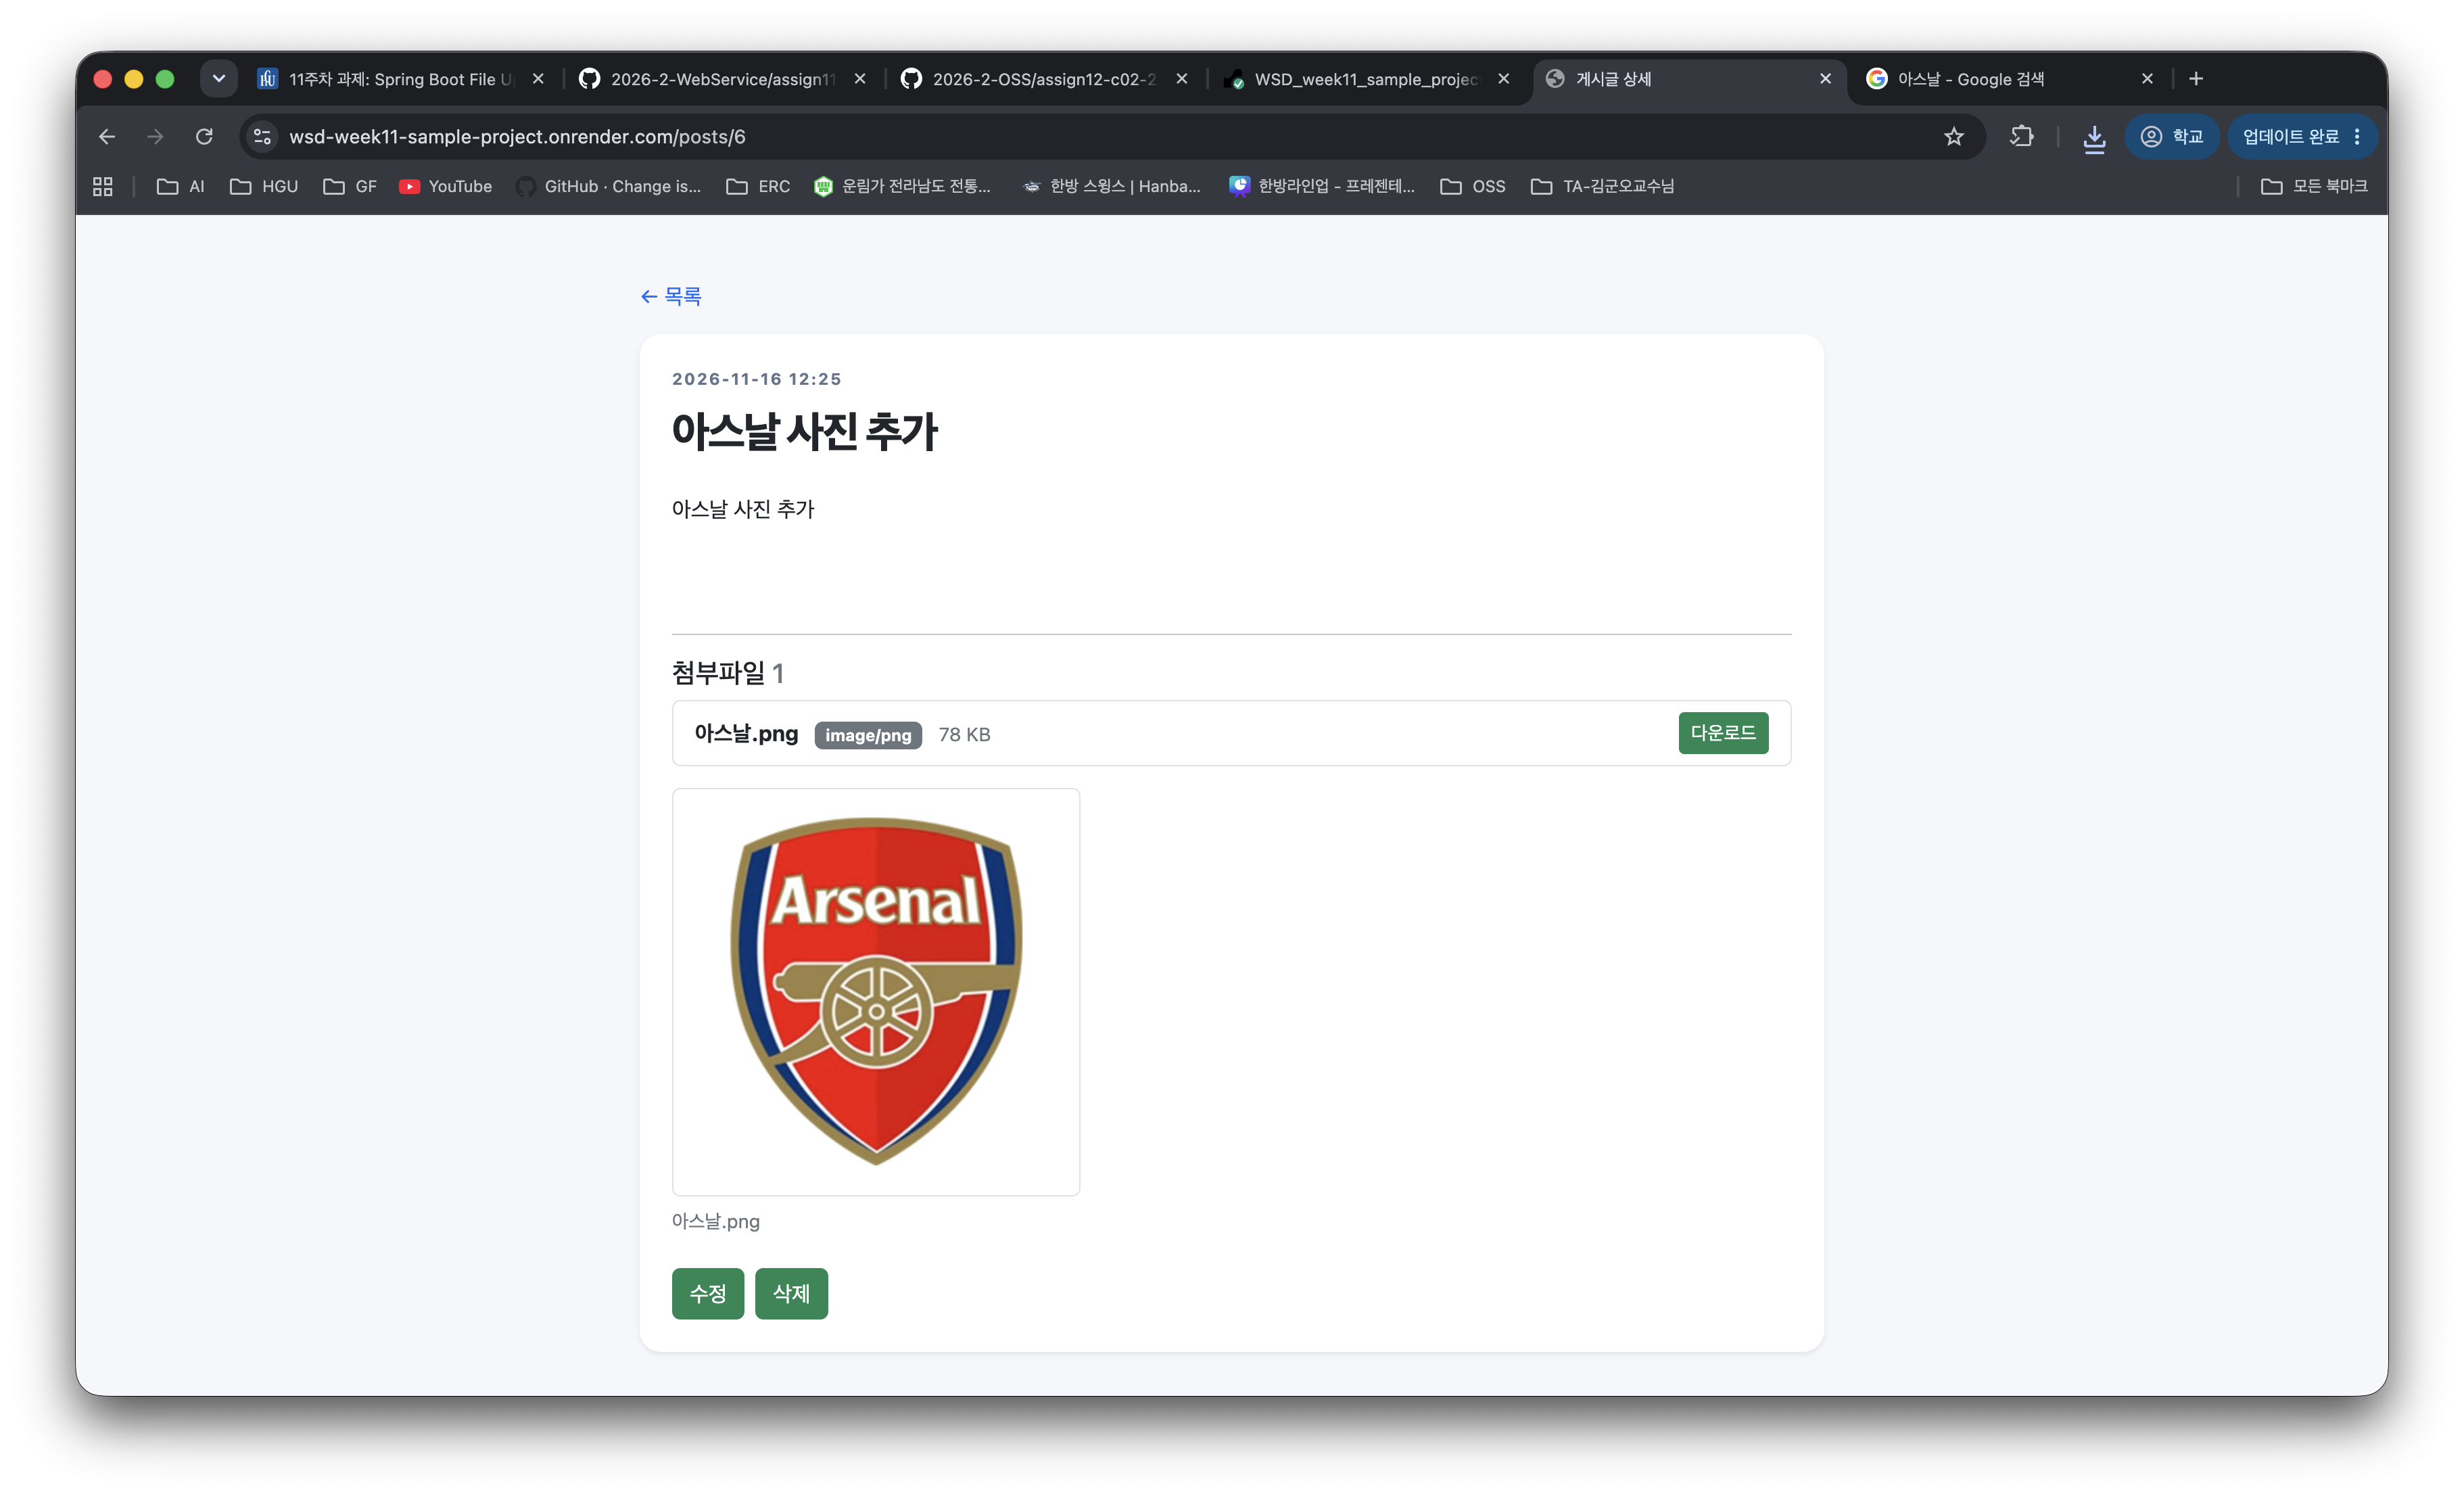 11주차 과제: Spring Boot File U
2026-2-WebService/assign11
2026-2-OSS/assign12-c02-2
WSD_week11_sample_projec
게시글 상세
아스날 - Google 검색
wsd-week11-sample-project.onrender.com/posts/6
학교
업데이트 완료
AI
HGU
GF
YouTube
GitHub · Change is...
ERC
운림가 전라남도 전통...
한방 스윙스 | Hanba...
한방라인업 - 프레젠테...
OSS
TA-김군오교수님
모든 북마크
← 목록
2026-11-16 12:25
아스날 사진 추가
아스날 사진 추가
첨부파일 1
아스날.png image/png 78 KB 다운로드
Arsenal
아스날.png
수정 삭제